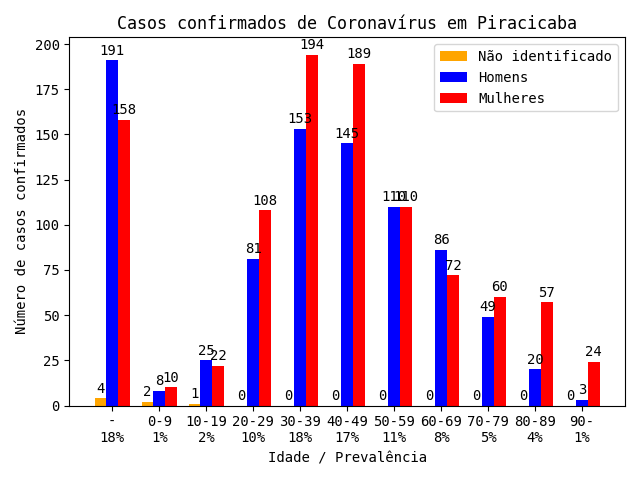 Casos confirmados de Coronavírus em Piracicaba
Número de casos confirmados
200
175
150
125
100
75
50
25
0
Não identificado
Homens
Mulheres
4 191 158
2 8 10
1 25 22
0 81 108
0 153 194
0 145 189
0 110 110
0 86 72
0 49 60
0 20 57
0 3 24
- 0-9 10-19 20-29 30-39 40-49 50-59 60-69 70-79 80-89 90-
18% 1% 2% 10% 18% 17% 11% 8% 5% 4% 1%
Idade / Prevalência